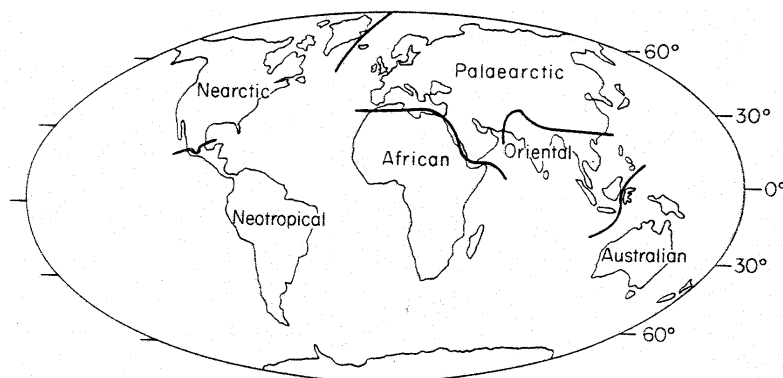 60°
Palaearctic
Nearctic
30°
African
Oriental
0°
Neotropical
Australian
30°
60°